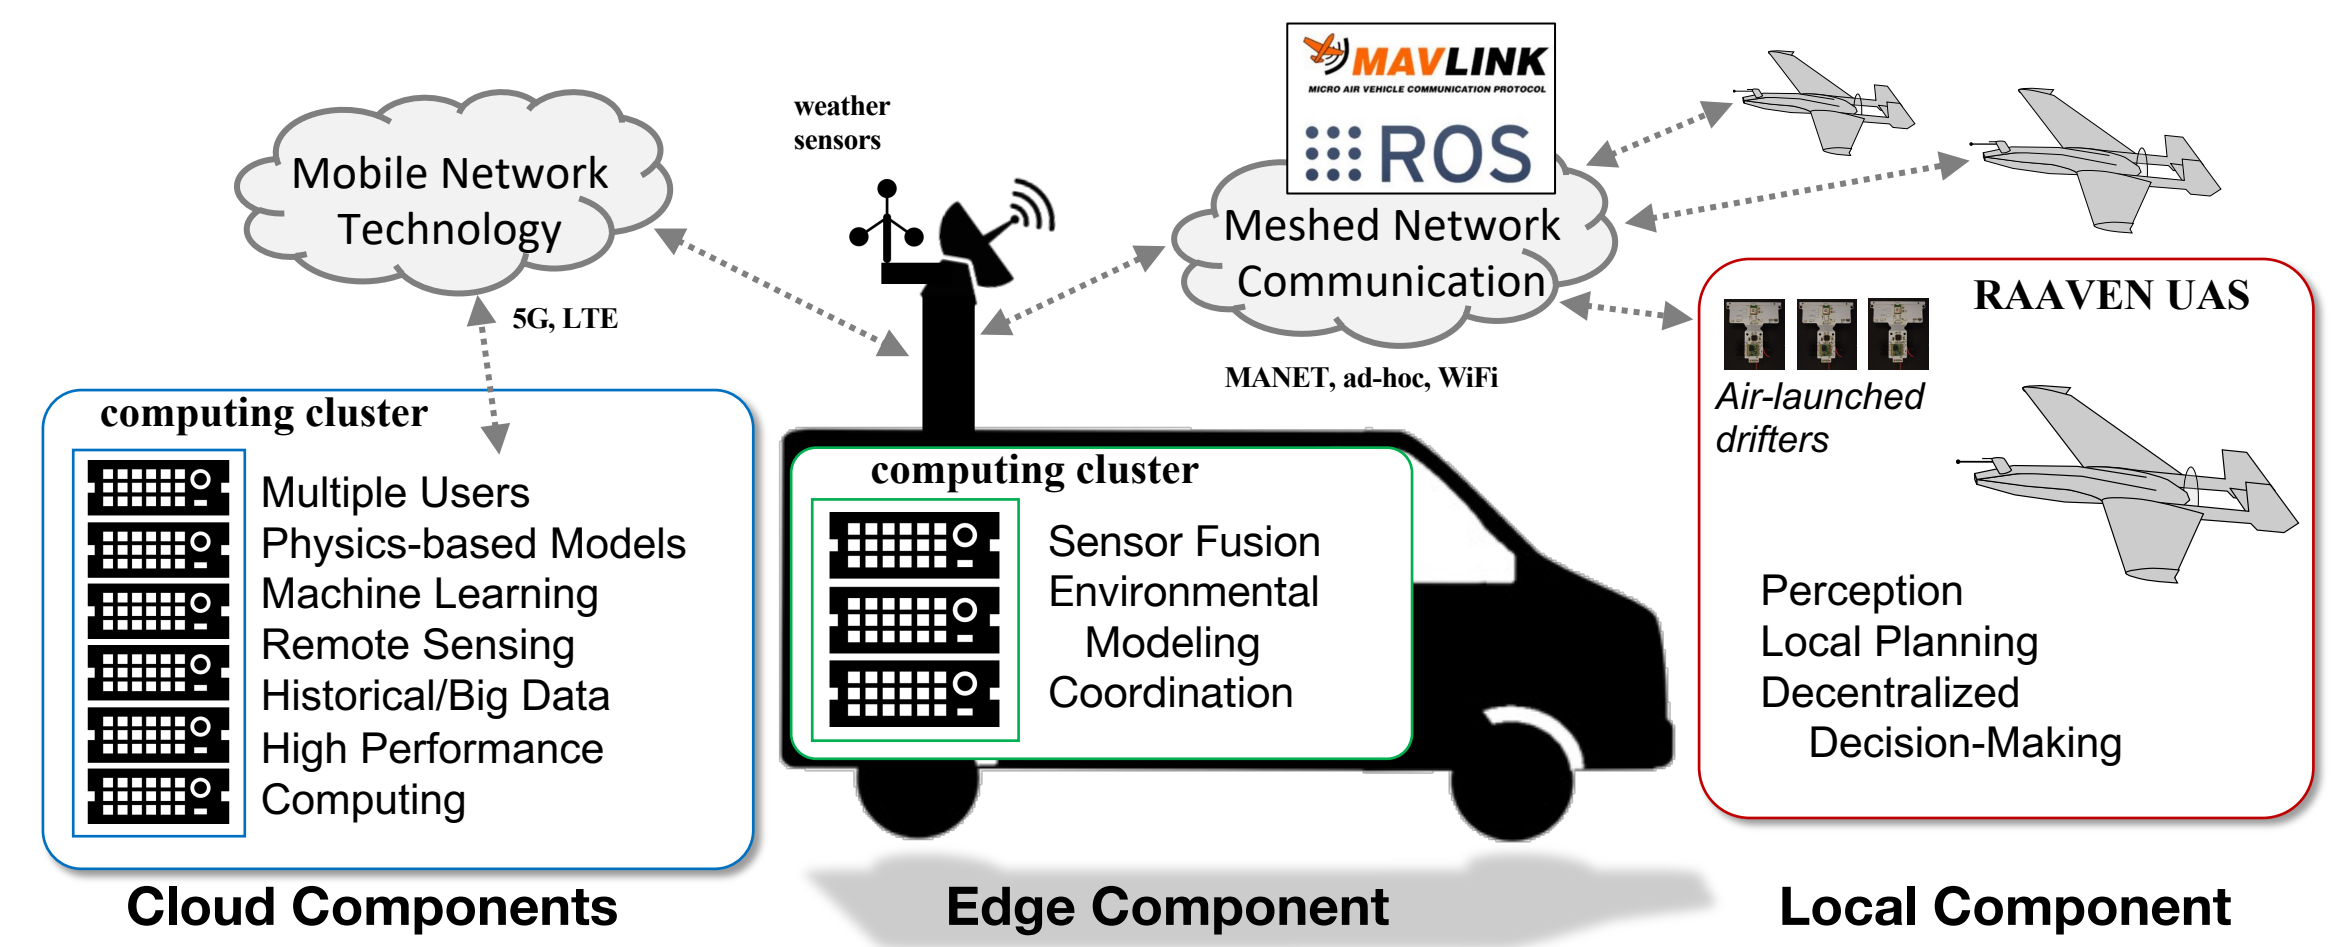 Mobile Network
Technology
5G, LTE
weather
sensors
MAVLINK
MICRO AIR VEHICLE COMMUNICATION PROTOCOL
ROS
Meshed Network
Communication
MANET, ad-hoc, WiFi
computing cluster
Multiple Users
Physics-based Models
Machine Learning
Remote Sensing
Historical/Big Data
High Performance
Computing
Cloud Components
computing cluster
Sensor Fusion
Environmental
Modeling
Coordination
Edge Component
RAAVEN UAS
Air-launched
drifters
Perception
Local Planning
Decentralized
Decision-Making
Local Component